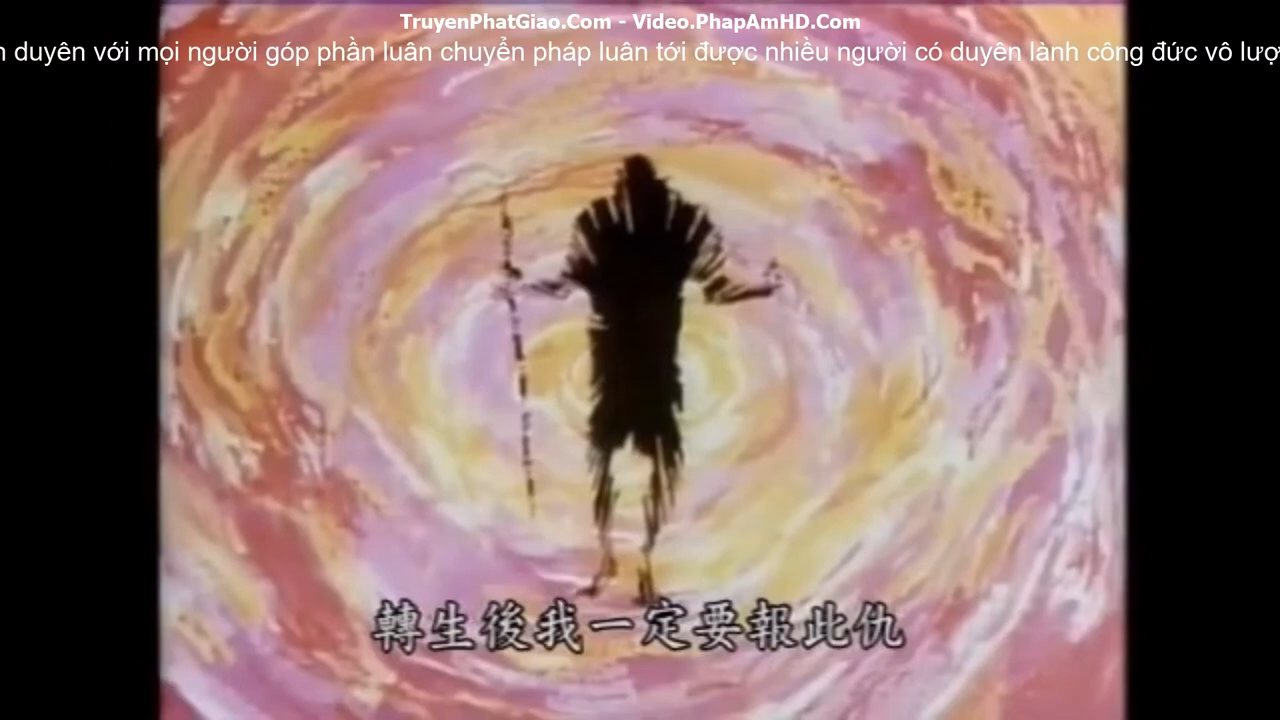 TruyenPhatGiao.Com - Video.PhapAmHD.Com
duyên với mọi người góp phần luân chuyển pháp luân tới được nhiều người có duyên lành công đức vô
轉生後我一定要報此仇